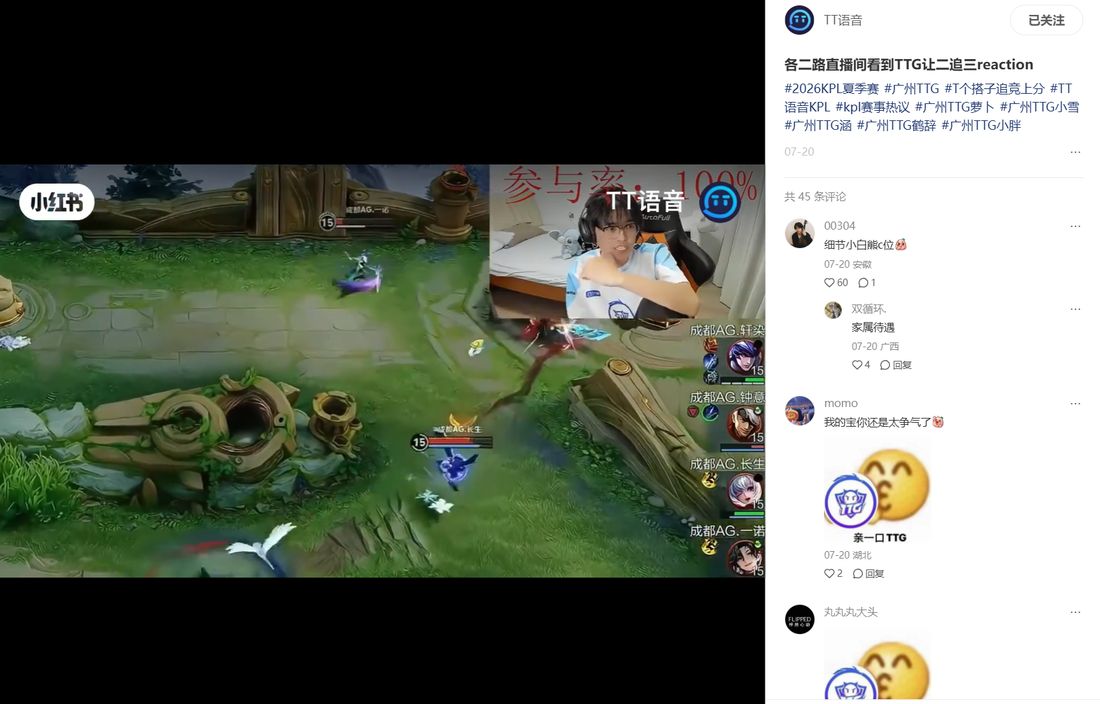 小红书
参与率：100%
TT语音
AutoFull
15
成都AG.一诺
成都AG.轩染
15
成都AG.钟意
15
成都AG.长生
15
成都AG.长生
15
成都AG.一诺
15
TT语音
已关注
各二路直播间看到TTG让二追三reaction
#2026KPL夏季赛 #广州TTG #T个搭子追竞上分 #TT
语音KPL #kpl赛事热议 #广州TTG萝卜 #广州TTG小雪
#广州TTG涵 #广州TTG鹤辞 #广州TTG小胖
07-20
共 45 条评论
00304
细节小白能c位
07-20 安徽
60 1
双循环.
家属待遇
07-20 广西
4 回复
momo
我的宝你还是太争气了
TTG
亲一口 TTG
07-20 湖北
2 回复
FLIPPED
丸丸丸大头